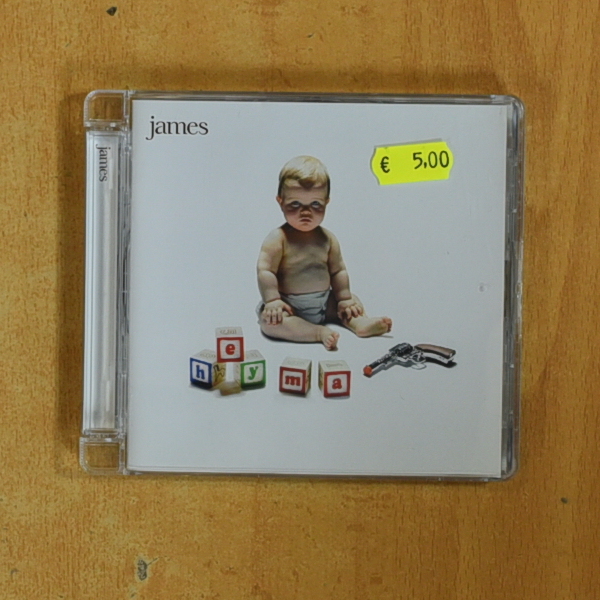 james
€ 5,00
james
e
h y m a